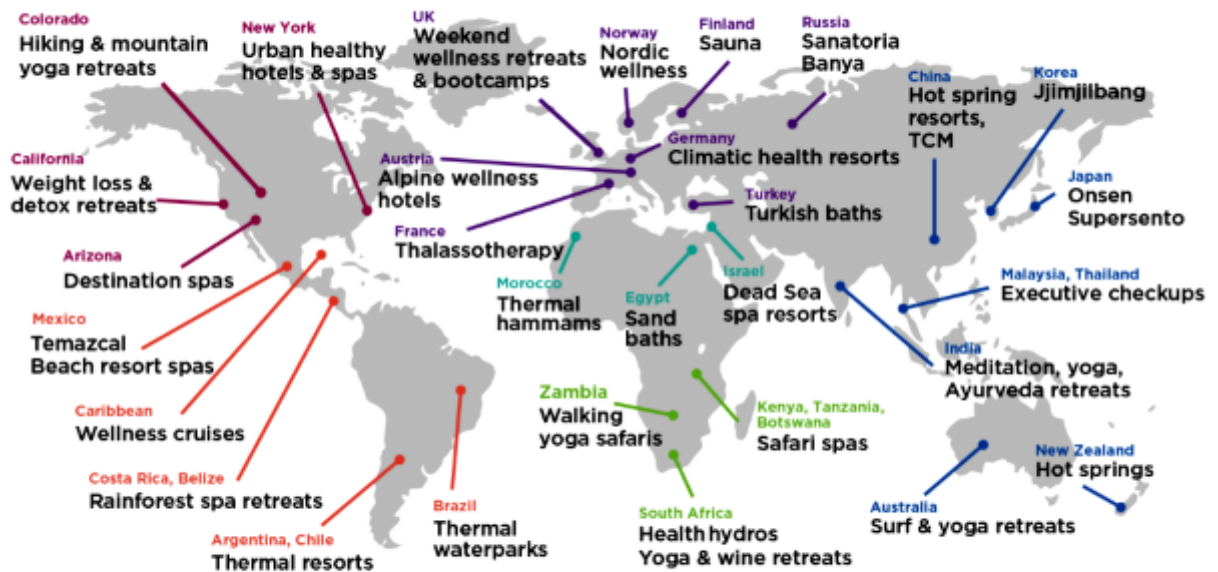 Colorado
Hiking & mountain
yoga retreats
New York
Urban healthy
hotels & spas
UK
Weekend
wellness retreats
& bootcamps
Norway
Nordic
wellness
Finland
Sauna
Russia
Sanatoria
Banya
China
Hot spring
resorts,
TCM
Korea
Jjimjilbang
California
Weight loss &
detox retreats
Austria
Alpine wellness
hotels
Germany
Climatic health resorts
Japan
Onsen
Supersento
Turkey
Turkish baths
France
Thalassotherapy
Arizona
Destination spas
Morocco
Thermal
hammams
Egypt
Sand
baths
Israel
Dead Sea
spa resorts
Malaysia, Thailand
Executive checkups
Mexico
Temazcal
Beach resort spas
India
Meditation, yoga,
Ayurveda retreats
Caribbean
Wellness cruises
Zambia
Walking
yoga safaris
Kenya, Tanzania,
Botswana
Safari spas
New Zealand
Hot springs
Costa Rica, Belize
Rainforest spa retreats
Brazil
Thermal
waterparks
South Africa
Health hydros
Yoga & wine retreats
Australia
Surf & yoga retreats
Argentina, Chile
Thermal resorts